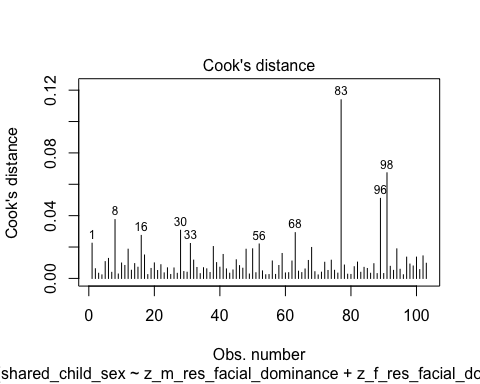 Cook's distance
0.12
0.08
0.04
0.00
Cook's distance
83
98
96
8
1
16
30
33
56
63
0 20 40 60 80 100
Obs. number
shared_child_sex ~ z_m_res_facial_dominance + z_f_res_facial_do